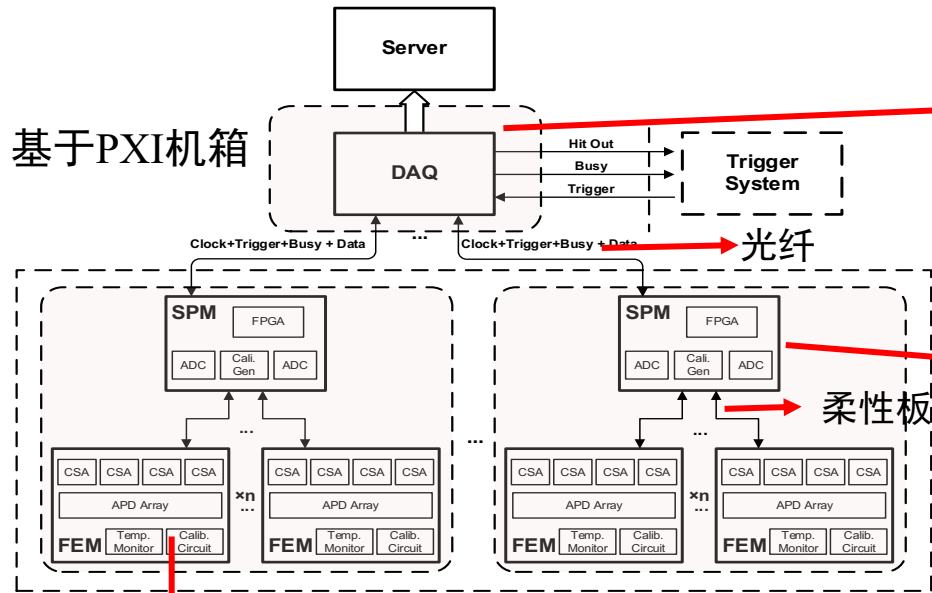 Server
基于PXI机箱
DAQ
Hit Out
Busy
Trigger
Trigger
System
...
Clock+Trigger+Busy + Data
Clock+Trigger+Busy + Data
光纤
SPM
FPGA
ADC
Cali.
Gen
ADC
SPM
FPGA
ADC
Cali.
Gen
ADC
柔性板
...
...
...
CSA CSA CSA CSA
APD Array
FEM
Temp.
Monitor
Calib.
Circuit
×n
...
CSA CSA CSA CSA
APD Array
FEM
Temp.
Monitor
Calib.
Circuit
CSA CSA CSA CSA
APD Array
FEM
Temp.
Monitor
Calib.
Circuit
×n
...
CSA CSA CSA CSA
APD Array
FEM
Temp.
Monitor
Calib.
Circuit